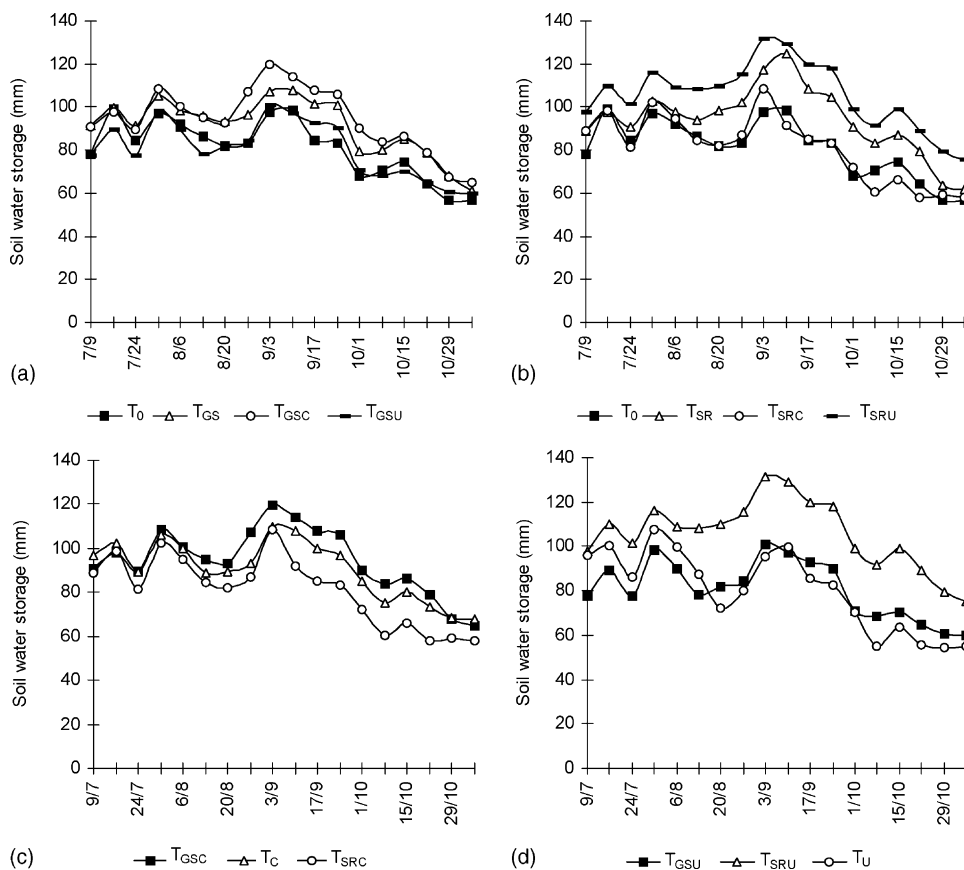 140
120
100
80
60
40
20
0
Soil water storage (mm)
7/9 7/24 8/6 8/20 9/3 9/17 10/1 10/15 10/29
(a)
T0 TGS TGSC TGSU
140
120
100
80
60
40
20
0
Soil water storage (mm)
7/9 7/24 8/6 8/20 9/3 9/17 10/1 10/15 10/29
(b)
T0 TSR TSRC TSRU
140
120
100
80
60
40
20
0
Soil water storage (mm)
9/7 24/7 6/8 20/8 3/9 17/9 1/10 15/10 29/10
(c)
TGSC TC TSRC
140
120
100
80
60
40
20
0
Soil water storage (mm)
9/7 24/7 6/8 20/8 3/9 17/9 1/10 15/10 29/10
(d)
TGSU TSRU TU